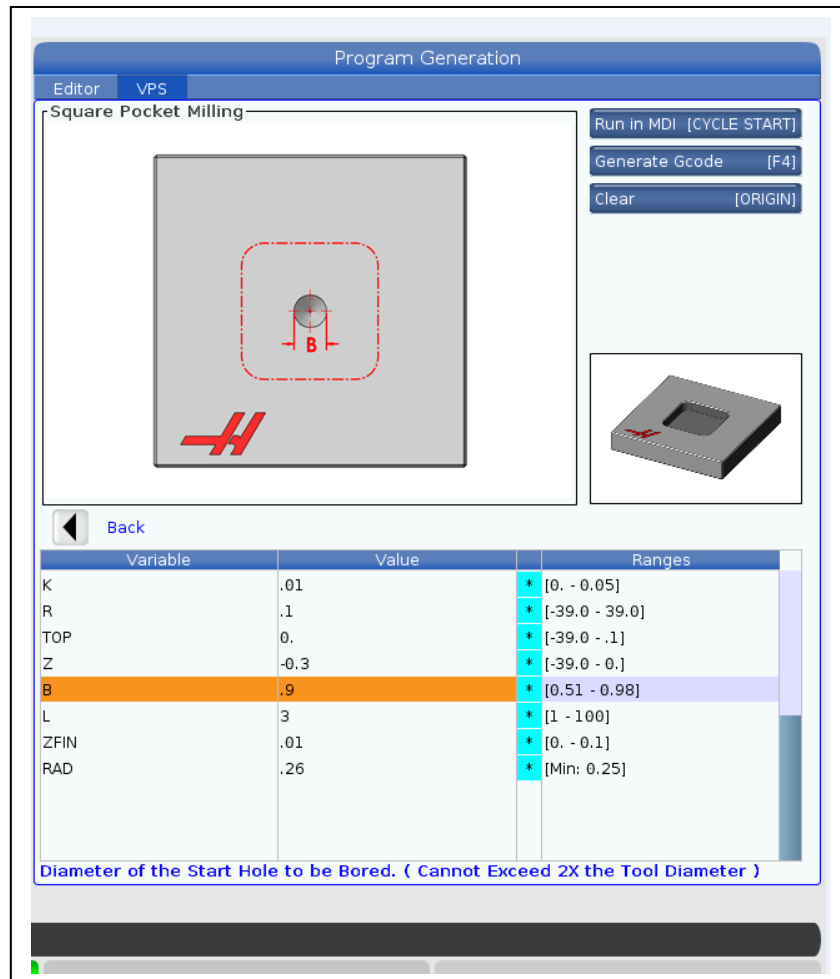 Program Generation
Editor VPS
Square Pocket Milling
Run in MDI [CYCLE START]
Generate Gcode [F4]
Clear [ORIGIN]
B
Back
Variable Value Ranges
K .01 * [0. - 0.05]
R .1 * [-39.0 - 39.0]
TOP 0. * [-39.0 - .1]
Z -0.3 * [-39.0 - 0.]
B .9 * [0.51 - 0.98]
L 3 * [1 - 100]
ZFIN .01 * [0. - 0.1]
RAD .26 * [Min: 0.25]
Diameter of the Start Hole to be Bored. ( Cannot Exceed 2X the Tool Diameter )